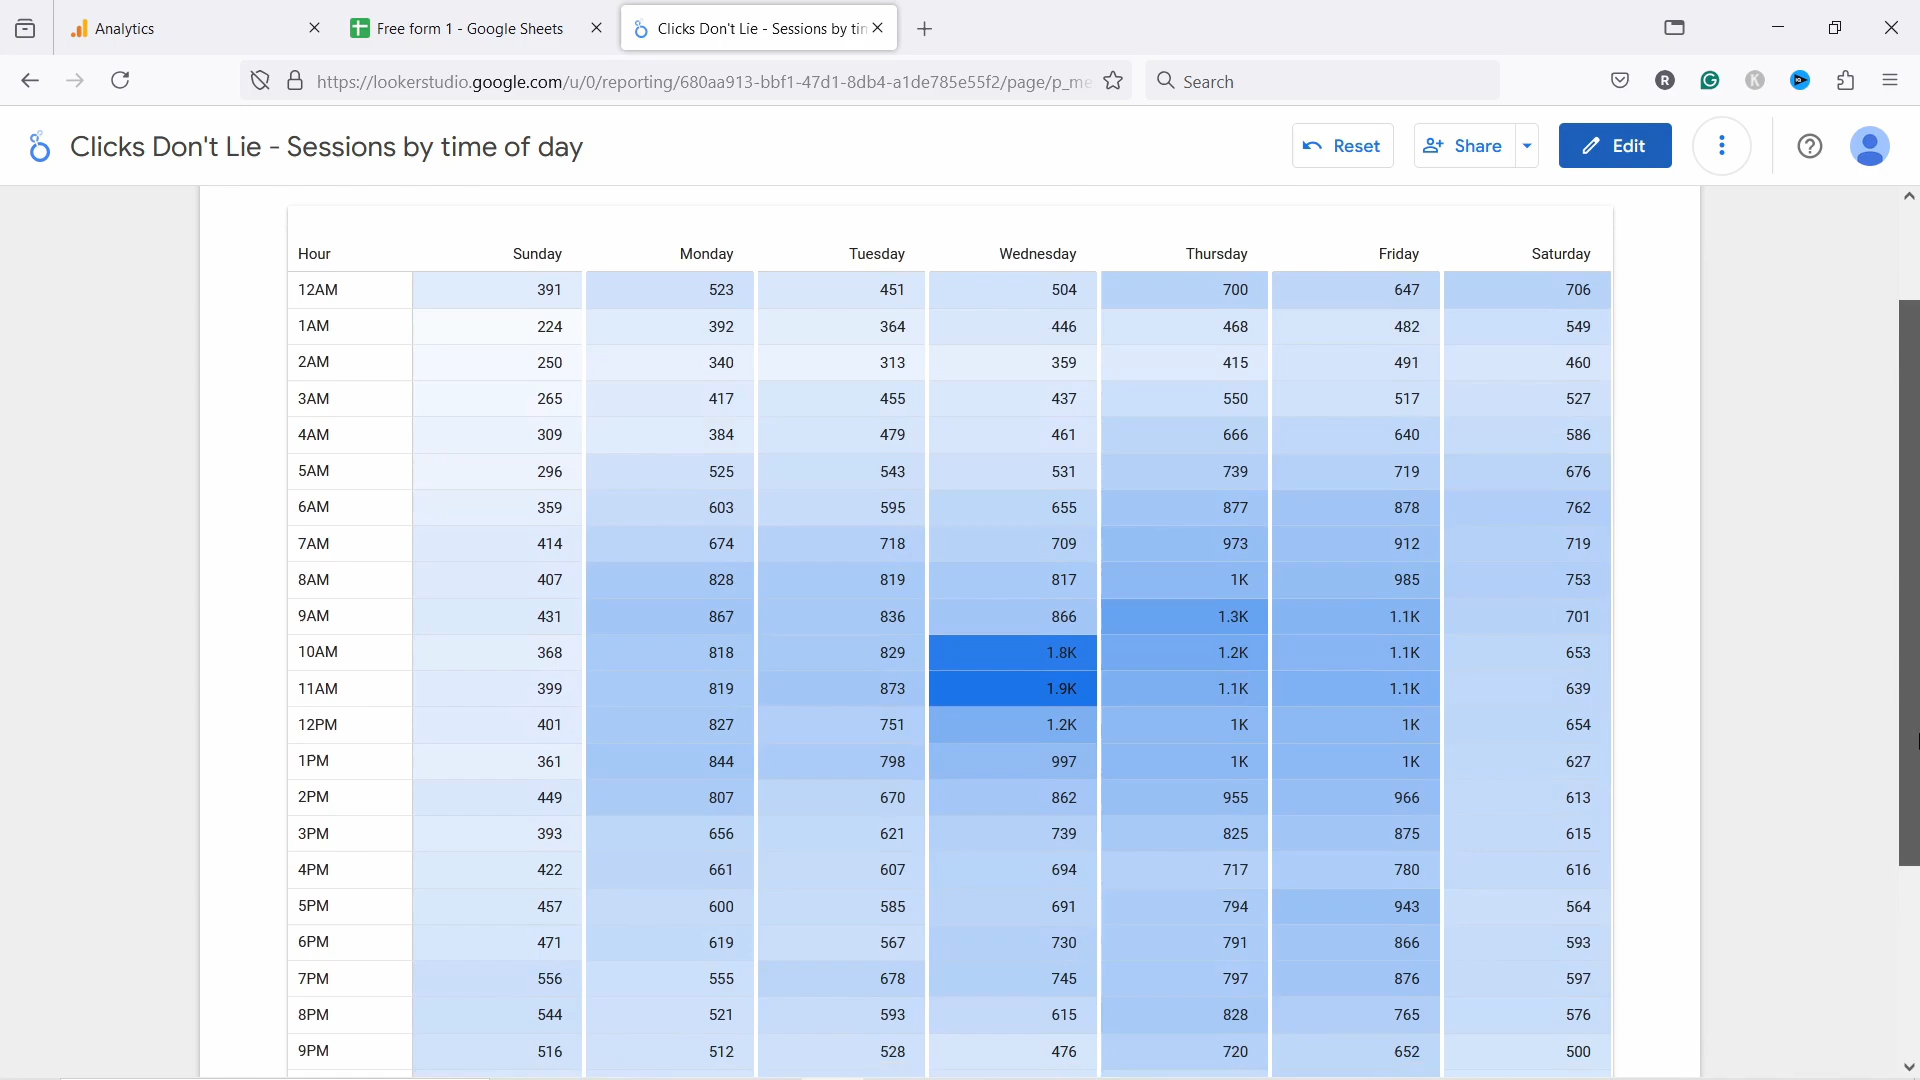 Analytics
Free form 1 - Google Sheets
Clicks Don't Lie - Sessions by tin
https://lookerstudio.google.com/u/0/reporting/680aa913-bbf1-47d1-8db4-a1de785e55f2/page/p_me
Search
Clicks Don't Lie - Sessions by time of day
Reset
Share
Edit
Hour Sunday Monday Tuesday Wednesday Thursday Friday Saturday
12AM 391 523 451 504 700 647 706
1AM 224 392 364 446 468 482 549
2AM 250 340 313 359 415 491 460
3AM 265 417 455 437 550 517 527
4AM 309 384 479 461 666 640 586
5AM 296 525 543 531 739 719 676
6AM 359 603 595 655 877 878 762
7AM 414 674 718 709 973 912 719
8AM 407 828 819 817 1K 985 753
9AM 431 867 836 866 1.3K 1.1K 701
10AM 368 818 829 1.8K 1.2K 1.1K 653
11AM 399 819 873 1.9K 1.1K 1.1K 639
12PM 401 827 751 1.2K 1K 1K 654
1PM 361 844 798 997 1K 1K 627
2PM 449 807 670 862 955 966 613
3PM 393 656 621 739 825 875 615
4PM 422 661 607 694 717 780 616
5PM 457 600 585 691 794 943 564
6PM 471 619 567 730 791 866 593
7PM 556 555 678 745 797 876 597
8PM 544 521 593 615 828 765 576
9PM 516 512 528 476 720 652 500